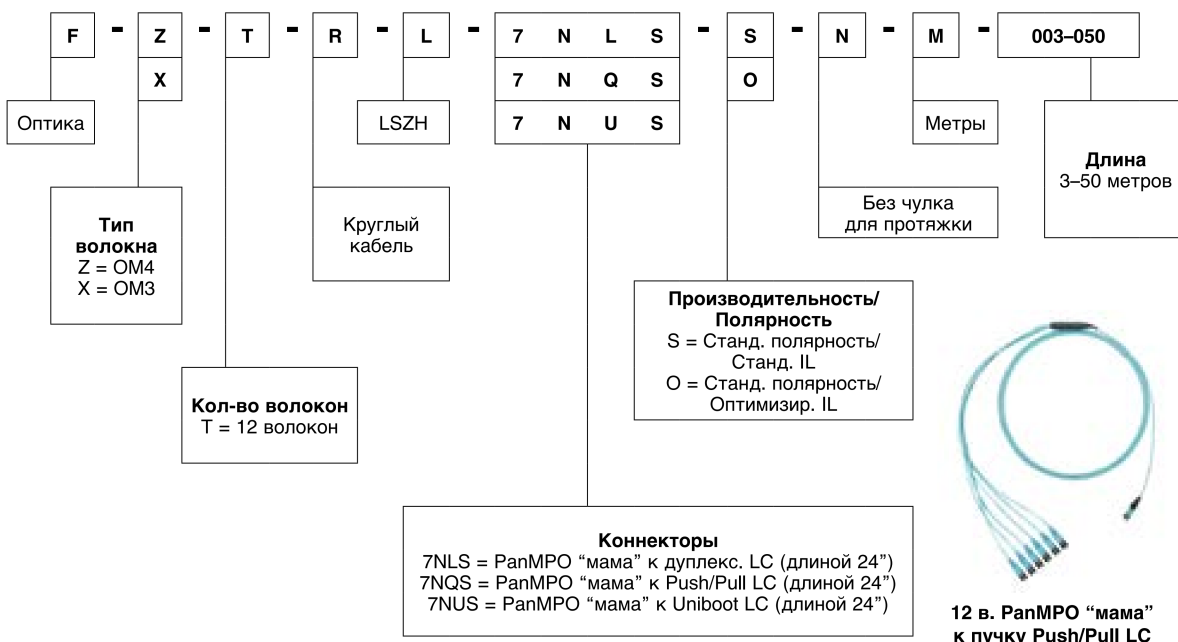 F - Z - T - R - L - 7 N L S - S - N - M - 003–050
X 7 N Q S O
7 N U S
Оптика
LSZH
Метры
Длина
3–50 метров
Тип
волокна
Z = OM4
X = OM3
Круглый
кабель
Без чулка
для протяжки
Производительность/
Полярность
S = Станд. полярность/
Станд. IL
O = Станд. полярность/
Оптимизир. IL
Кол-во волокон
T = 12 волокон
Коннекторы
7NLS = PanMPO “мама” к дуплекс. LC (длиной 24”)
7NQS = PanMPO “мама” к Push/Pull LC (длиной 24”)
7NUS = PanMPO “мама” к Uniboot LC (длиной 24”)
12 в. PanMPO “мама”
к пучку Push/Pull LC